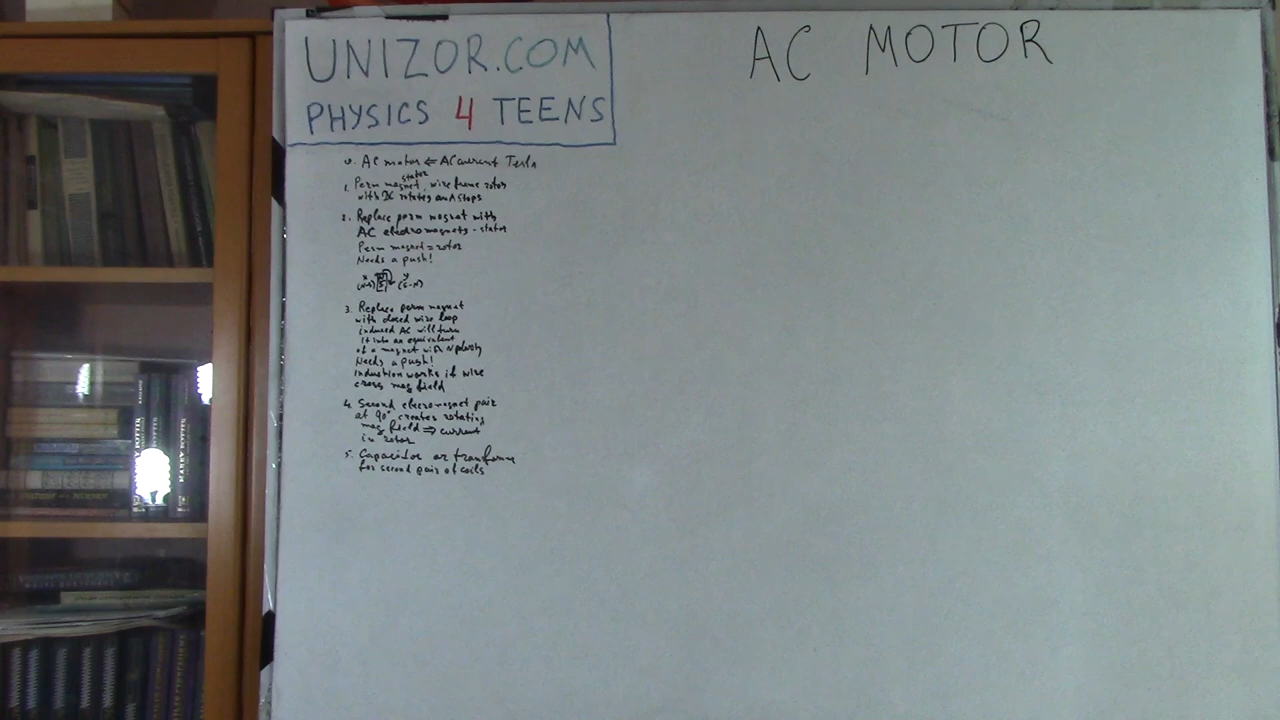 UNIZOR.COM
PHYSICS 4 TEENS
AC MOTOR
0. AC motor ⇐ AC current Tesla
stator
1. Perm magnet, wire frame rotor
with DC rotates and stops
2. Replace perm magnet with
AC electromagnets - stator
Perm magnet = rotor
Needs a push!
(S-N)
3. Replace perm magnet
with closed wire loop
induced AC will turn
it into an equivalent
of a magnet with
Needs a push!
induction works if wire
cross mag field
4. Second electromagnet pair
at 90° creates rotating
mag field ⇒ current
in rotor
5. Capacitor or transformer
for second pair of coils
HARRY POTTER